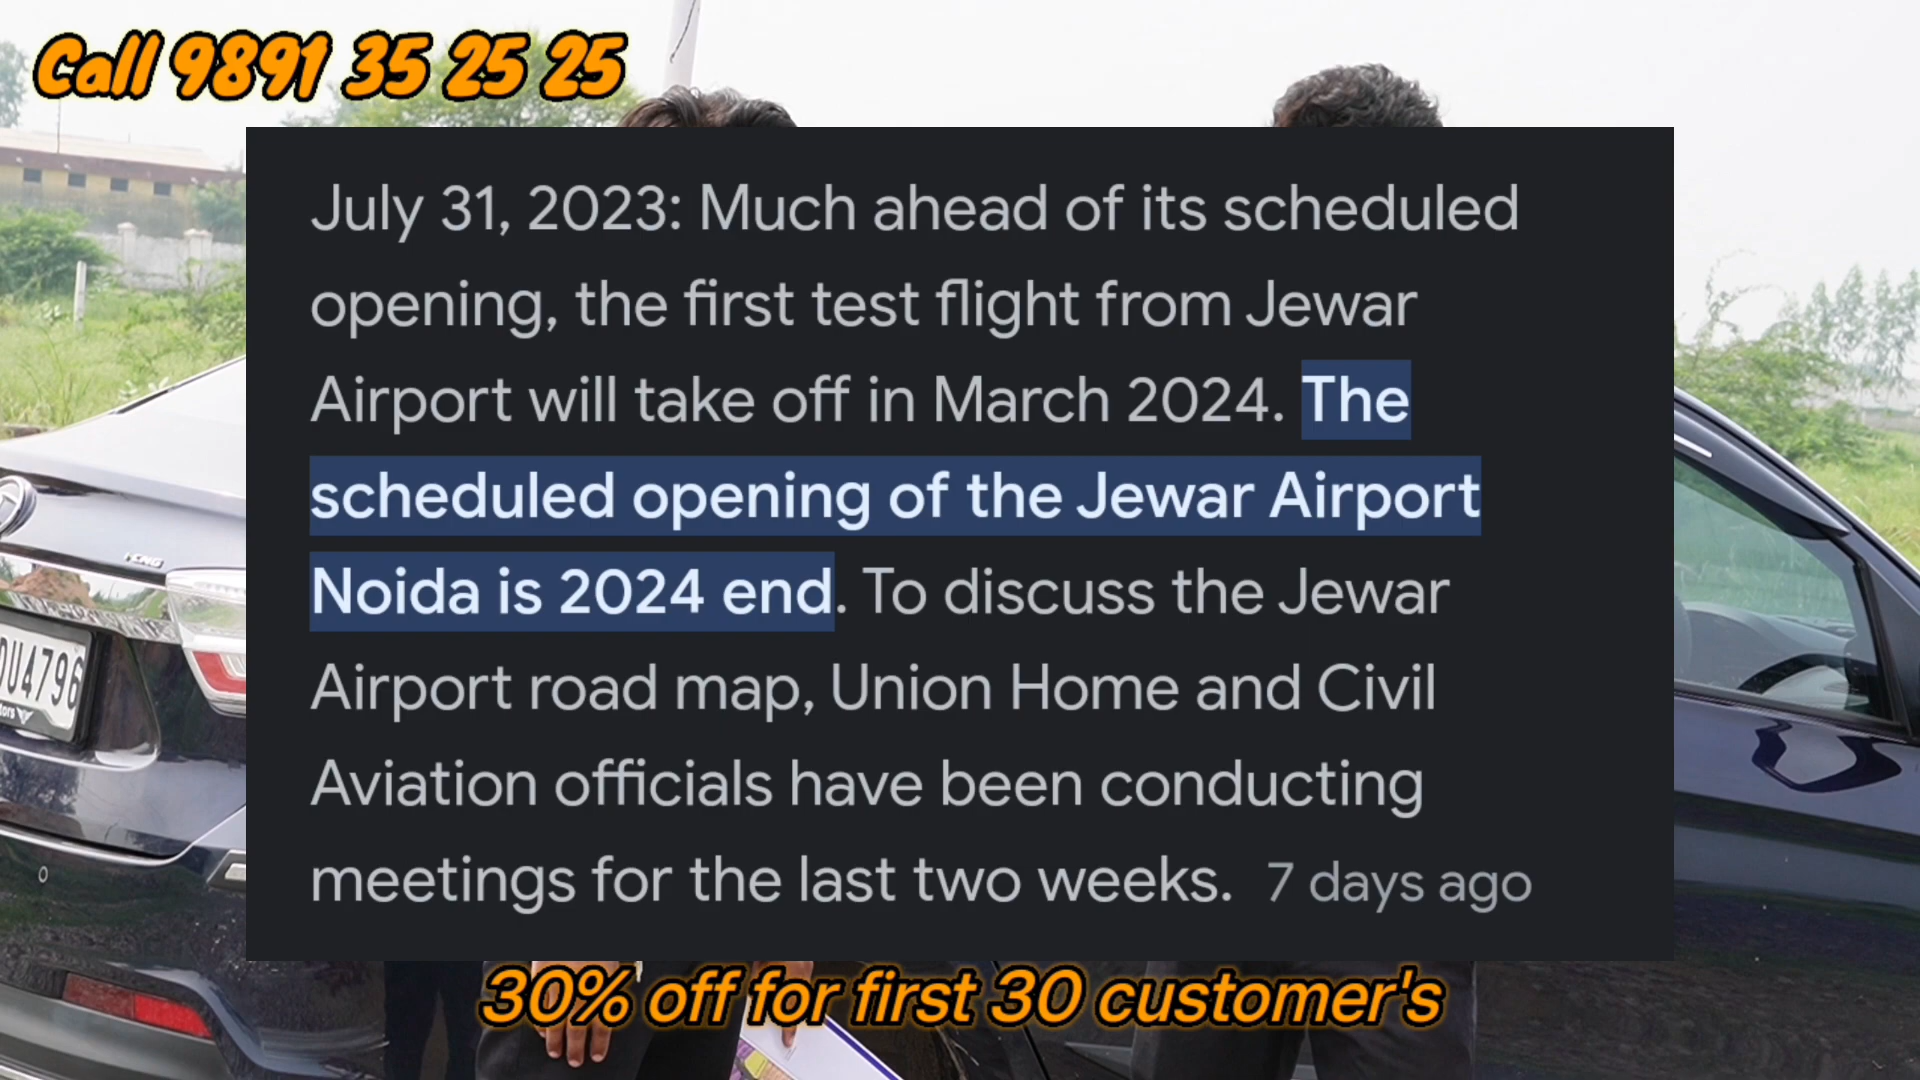 Call 9891 35 25 25
July 31, 2023: Much ahead of its scheduled
opening, the first test flight from Jewar
Airport will take off in March 2024. The
scheduled opening of the Jewar Airport
Noida is 2024 end. To discuss the Jewar
Airport road map, Union Home and Civil
Aviation officials have been conducting
meetings for the last two weeks. 7 days ago
DU4796
30% off for first 30 customer's